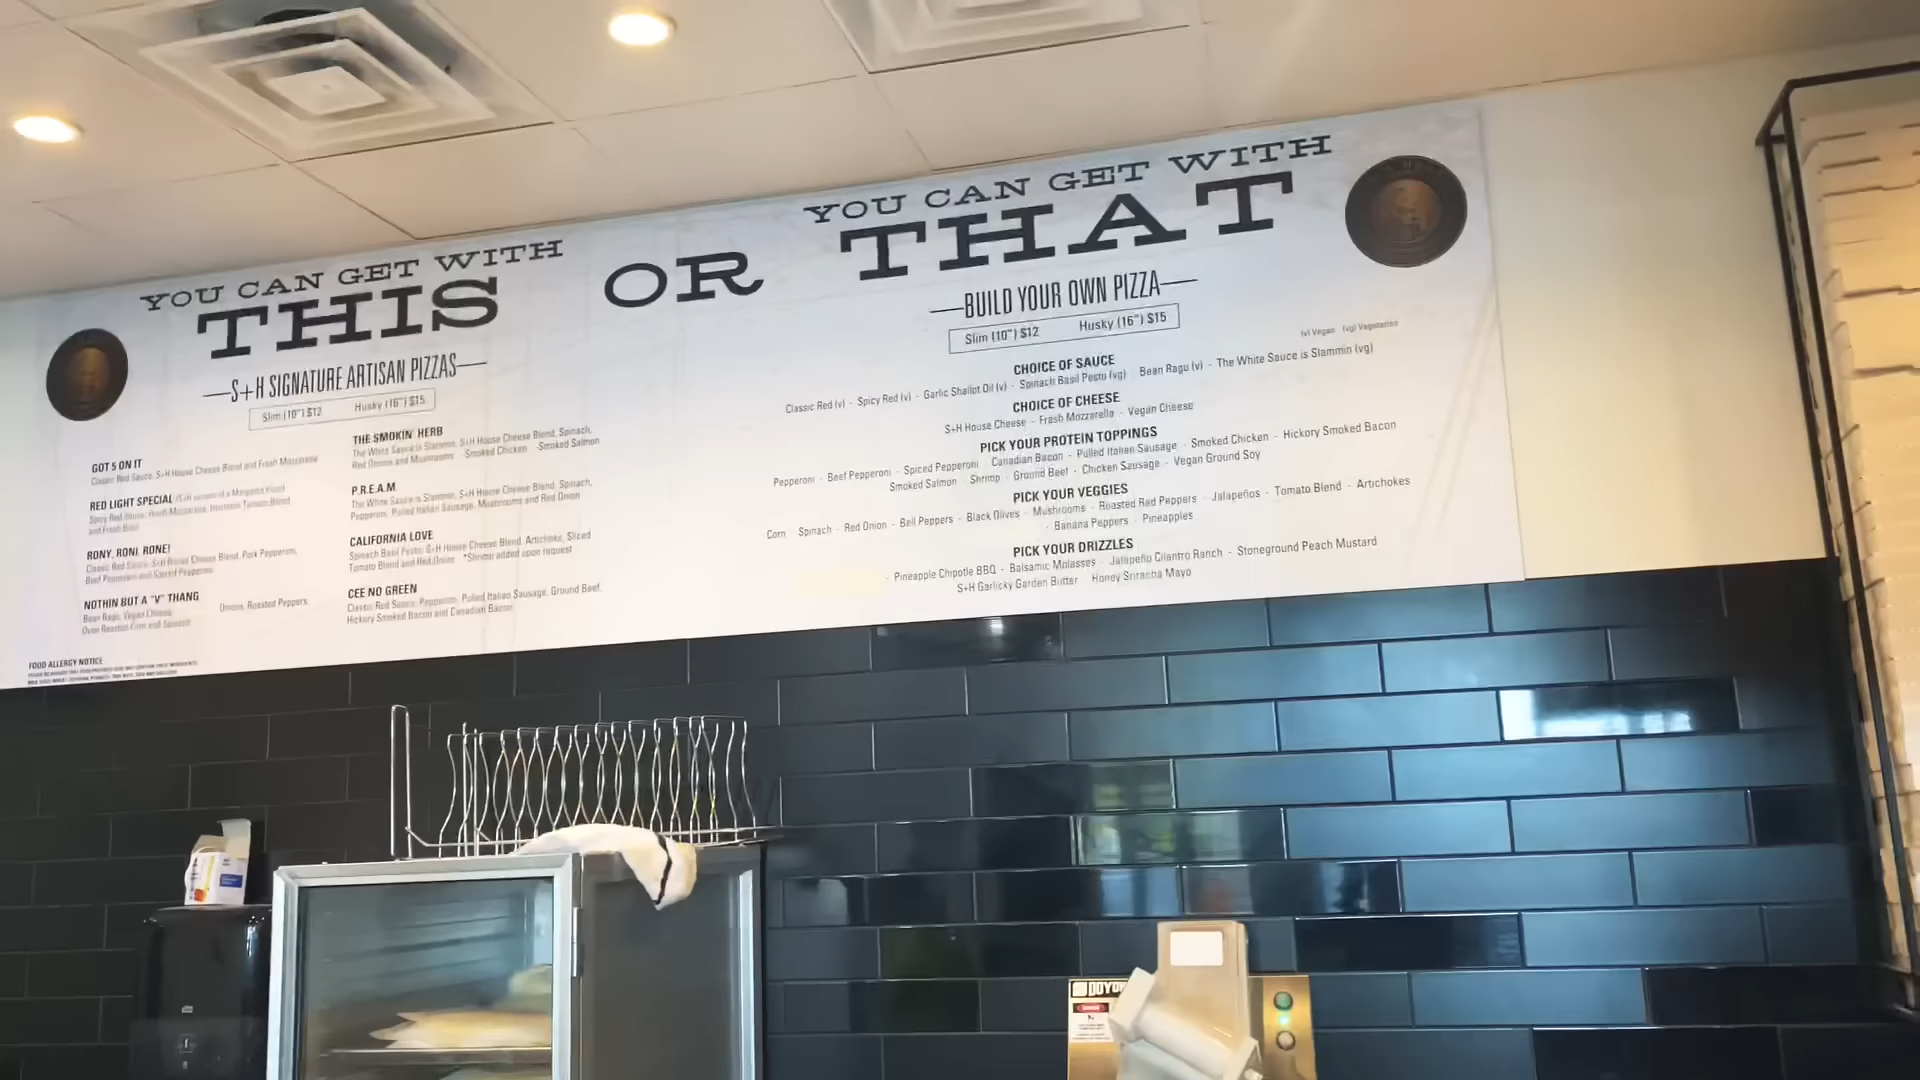 YOU CAN GET WITH
THIS
OR
YOU CAN GET WITH
THAT
S+H SIGNATURE ARTISAN PIZZAS
Slim (10") $12 Husky (16") $15
GOT 5 ON IT
Classic Red Sauce, S+H House Cheese Blend and Fresh Mozzarella
RED LIGHT SPECIAL
Spicy Red Sauce, Fresh Mozzarella, Tomato Blend
and Fresh Basil
RONY, RONI, RONE!
Classic Red Sauce, S+H House Cheese Blend, Pork Pepperoni,
Beef Pepperoni and Spiced Pepperoni
NOTHIN BUT A "V" THANG
Bean Ragu, Vegan Cheese, Onions, Roasted Peppers,
Oven Roasted Corn and Spinach
THE SMOKIN' HERB
The White Sauce is Slammin, S+H House Cheese Blend, Spinach,
Red Onions and Mushrooms -Smoked Chicken -Smoked Salmon
P.R.E.A.M.
The White Sauce is Slammin, S+H House Cheese Blend, Spinach,
Pepperoni, Pulled Italian Sausage, Mushrooms and Red Onion
CALIFORNIA LOVE
Spinach Basil Pesto, S+H House Cheese Blend, Artichoke, Sliced
Tomato Blend and Red Onion *Shrimp added upon request
CEE NO GREEN
Classic Red Sauce, Pepperoni, Pulled Italian Sausage, Ground Beef,
Hickory Smoked Bacon and Canadian Bacon
FOOD ALLERGY NOTICE
BUILD YOUR OWN PIZZA
Slim (10") $12 Husky (16") $15
(v) Vegan (vg) Vegetarian
CHOICE OF SAUCE
Classic Red (v) - Spicy Red (v) - Garlic Shallot Oil (v) - Spinach Basil Pesto (vg) Bean Ragu (v) - The White Sauce is Slammin (vg)
CHOICE OF CHEESE
S+H House Cheese - Frash Mozzarella - Vegan Cheese
PICK YOUR PROTEIN TOPPINGS
Pepperoni - Beef Pepperoni - Spiced Pepperoni Canadian Bacon - Pulled Italian Sausage - Smoked Chicken - Hickory Smoked Bacon
Smoked Salmon Shrimp - Ground Beef - Chicken Sausage - Vegan Ground Soy
PICK YOUR VEGGIES
Corn Spinach - Red Onion - Bell Peppers - Black Olives - Mushrooms - Roasted Red Peppers - Jalapeños - Tomato Blend - Artichokes
- Banana Peppers - Pineapples
PICK YOUR DRIZZLES
- Pineapple Chipotle BBQ - Balsamic Molasses - Jalapeño Cilantro Ranch - Stoneground Peach Mustard
S+H Garlicky Garden Butter Honey Sriracha Mayo
DOYON
DANGER